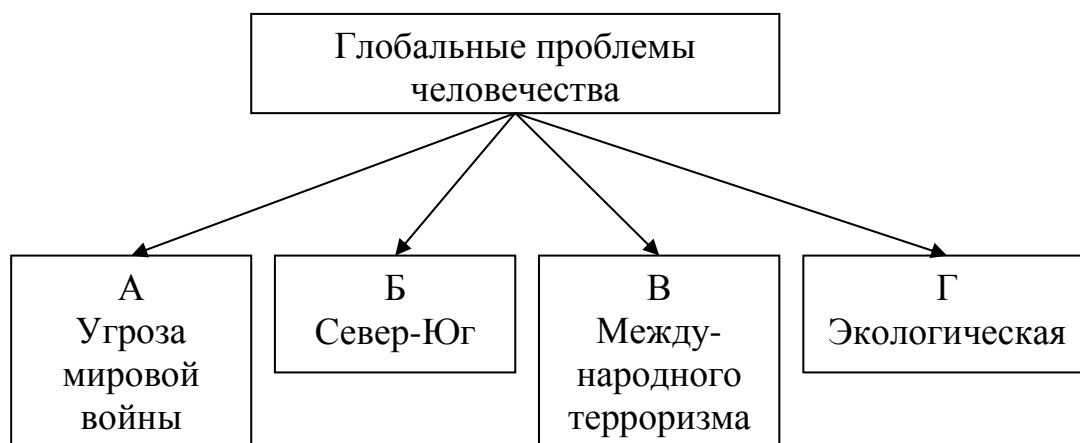 Глобальные проблемы
человечества
А
Угроза
мировой
войны
Б
Север-Юг
В
Между-
народного
терроризма
Г
Экологическая